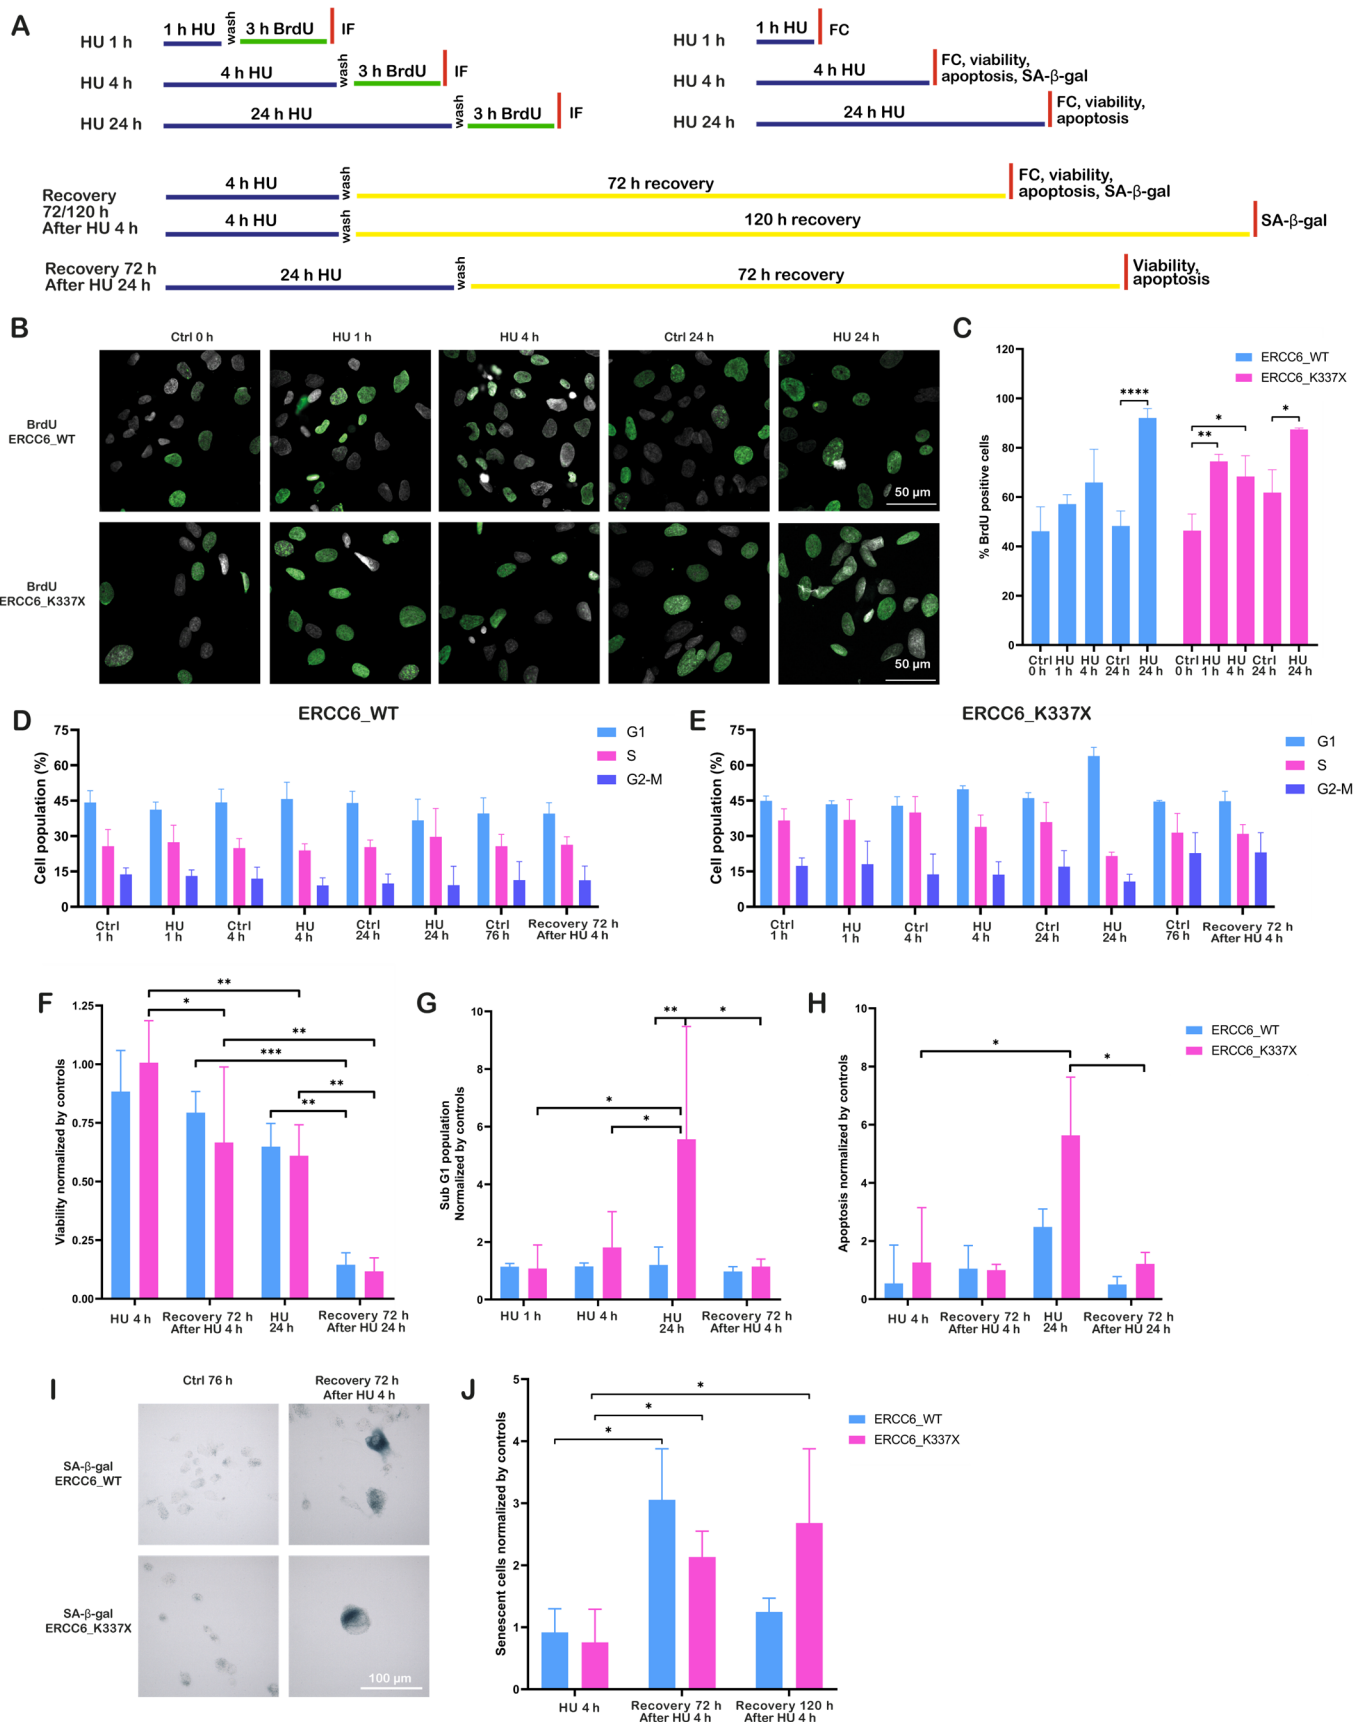 A
HU 1 h
1 h HU
wash
3 h BrdU
IF
HU 4 h
4 h HU
wash
3 h BrdU
IF
HU 24 h
24 h HU
wash
3 h BrdU
IF
HU 1 h
1 h HU
FC
HU 4 h
4 h HU
FC, viability,
apoptosis, SA-β-gal
HU 24 h
24 h HU
FC, viability,
apoptosis
Recovery
72/120 h
After HU 4 h
4 h HU
wash
72 h recovery
FC, viability,
apoptosis, SA-β-gal
4 h HU
wash
120 h recovery
SA-β-gal
Recovery 72 h
After HU 24 h
24 h HU
wash
72 h recovery
Viability,
apoptosis
B
Ctrl 0 h
HU 1 h
HU 4 h
Ctrl 24 h
HU 24 h
BrdU
ERCC6_WT
50 µm
BrdU
ERCC6_K337X
50 µm
C
ERCC6_WT
ERCC6_K337X
% BrdU positive cells
120
100
80
60
40
20
0
****
**
*
*
Ctrl 0 h
HU 1 h
HU 4 h
Ctrl 24 h
HU 24 h
Ctrl 0 h
HU 1 h
HU 4 h
Ctrl 24 h
HU 24 h
D
ERCC6_WT
Cell population (%)
75
60
45
30
15
0
G1
S
G2-M
Ctrl 1 h
HU 1 h
Ctrl 4 h
HU 4 h
Ctrl 24 h
HU 24 h
Ctrl 76 h
Recovery 72 h
After HU 4 h
E
ERCC6_K337X
Cell population (%)
75
60
45
30
15
0
G1
S
G2-M
Ctrl 1 h
HU 1 h
Ctrl 4 h
HU 4 h
Ctrl 24 h
HU 24 h
Ctrl 76 h
Recovery 72 h
After HU 4 h
F
Viability normalized by controls
1.25
1.00
0.75
0.50
0.25
0.00
**
*
**
***
**
**
HU 4 h
Recovery 72 h
After HU 4 h
HU
24 h
Recovery 72 h
After HU 24 h
G
Sub G1 population
Normalized by controls
10
8
6
4
2
0
**
*
*
*
HU 1 h
HU 4 h
HU
24 h
Recovery 72 h
After HU 4 h
H
Apoptosis normalized by controls
10
8
6
4
2
0
*
*
ERCC6_WT
ERCC6_K337X
HU 4 h
Recovery 72 h
After HU 4 h
HU
24 h
Recovery 72 h
After HU 24 h
I
Ctrl 76 h
Recovery 72 h
After HU 4 h
SA-β-gal
ERCC6_WT
SA-β-gal
ERCC6_K337X
100 µm
J
Senescent cells normalized by controls
5
4
3
2
1
0
*
*
*
ERCC6_WT
ERCC6_K337X
HU 4 h
Recovery 72 h
After HU 4 h
Recovery 120 h
After HU 4 h